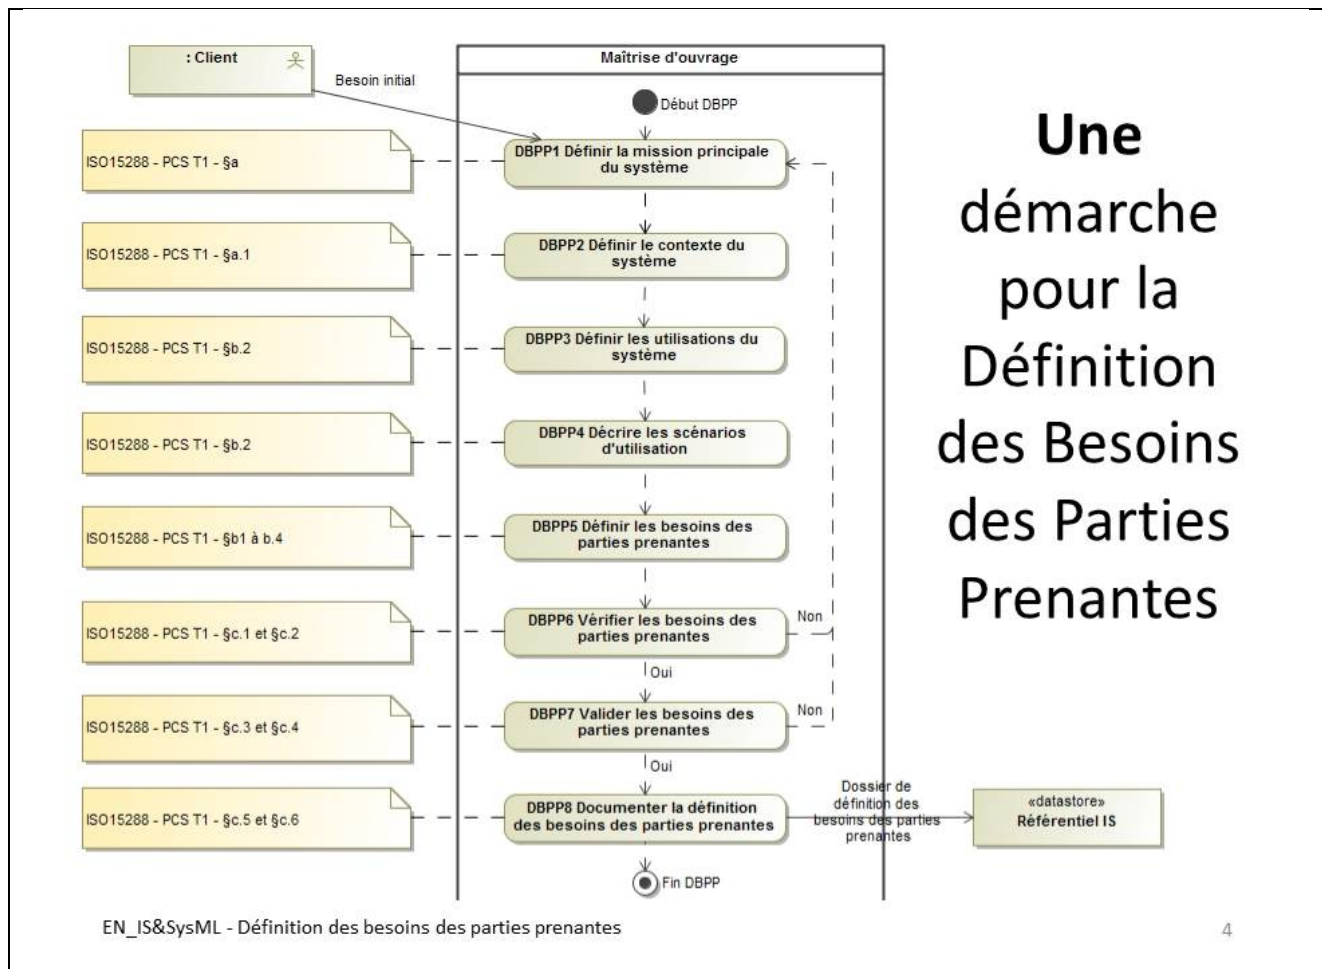 : Client
Maîtrise d'ouvrage
Besoin initial
Début DBPP
ISO15288 - PCS T1 - §a
DBPP1 Définir la mission principale
du système
ISO15288 - PCS T1 - §a.1
DBPP2 Définir le contexte du
système
ISO15288 - PCS T1 - §b.2
DBPP3 Définir les utilisations du
système
ISO15288 - PCS T1 - §b.2
DBPP4 Décrire les scénarios
d'utilisation
ISO15288 - PCS T1 - §b1 à b.4
DBPP5 Définir les besoins des
parties prenantes
ISO15288 - PCS T1 - §c.1 et §c.2
DBPP6 Vérifier les besoins des
parties prenantes
Non
Oui
ISO15288 - PCS T1 - §c.3 et §c.4
DBPP7 Valider les besoins des
parties prenantes
Non
Oui
ISO15288 - PCS T1 - §c.5 et §c.6
DBPP8 Documenter la définition
des besoins des parties prenantes
Dossier de
définition des
besoins des parties
prenantes
«datastore»
Référentiel IS
Fin DBPP
Une
démarche
pour la
Définition
des Besoins
des Parties
Prenantes
EN_IS&SysML - Définition des besoins des parties prenantes
4